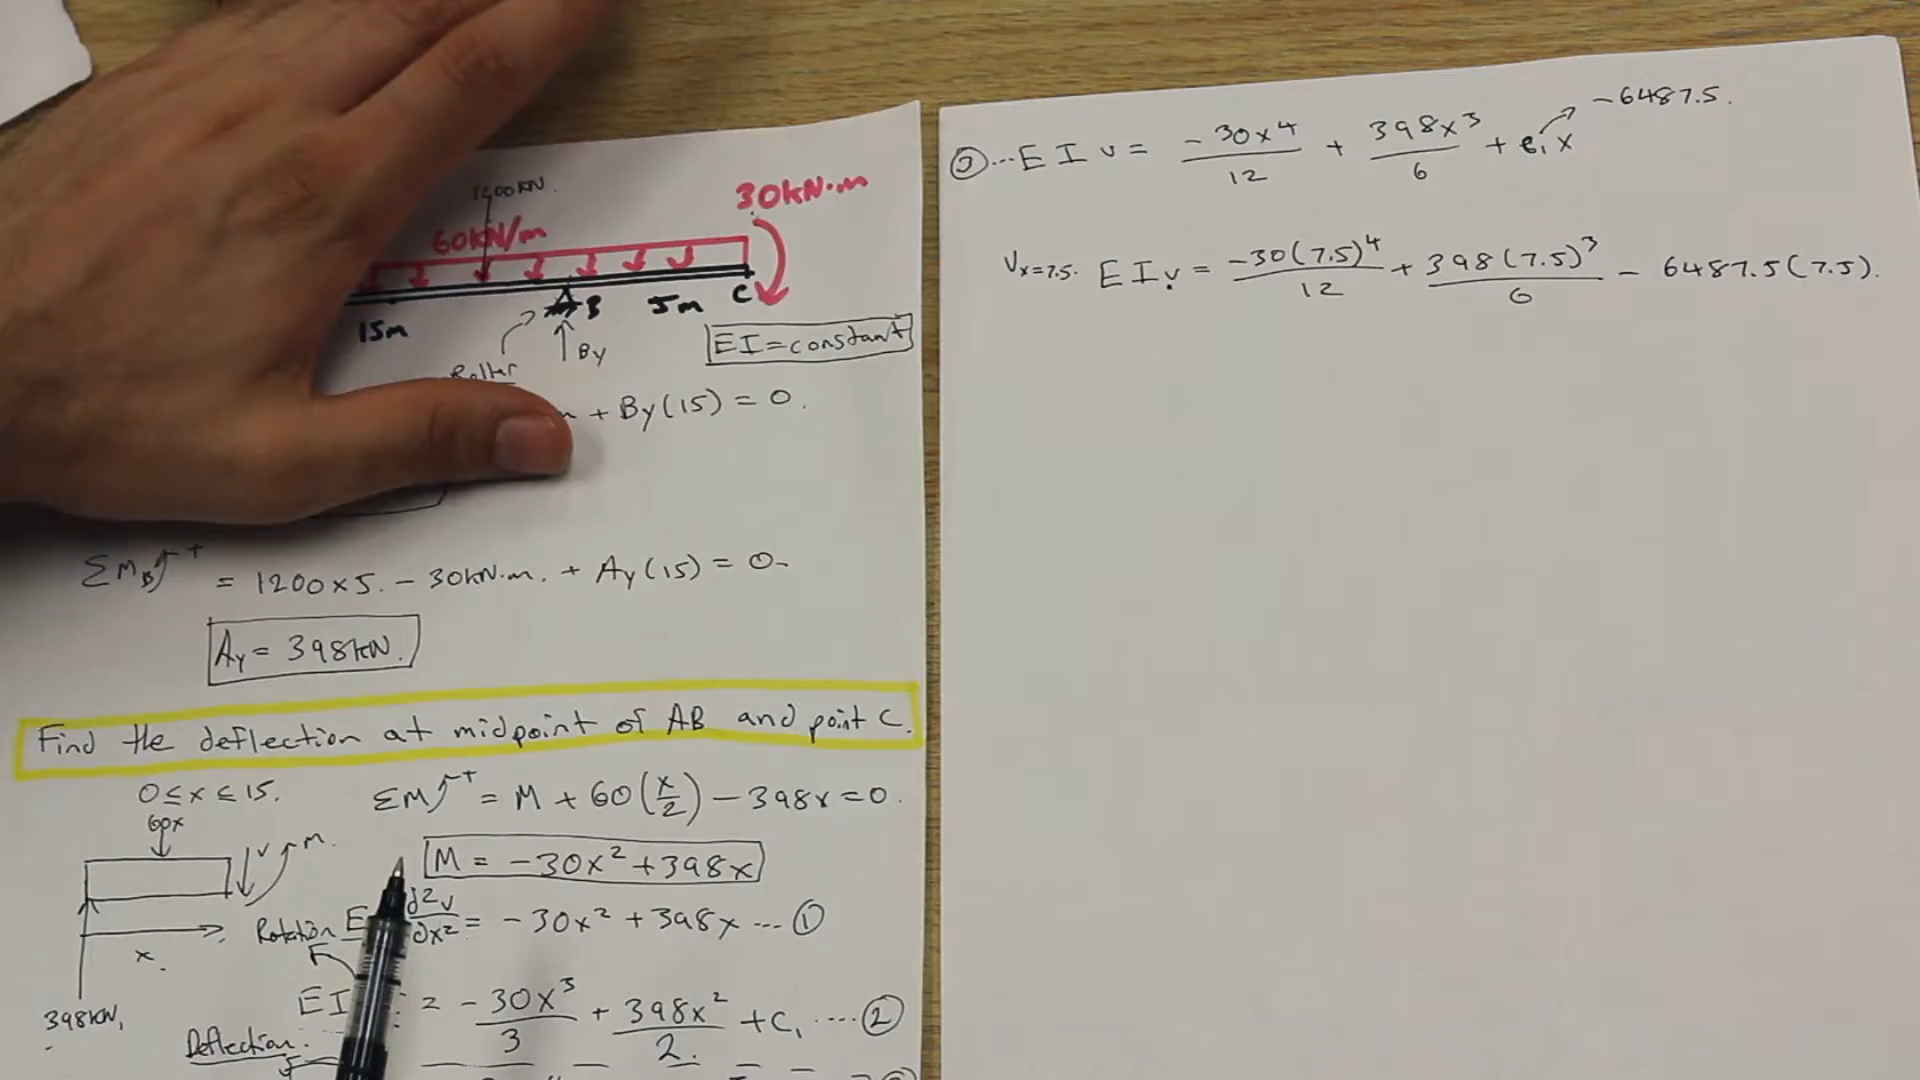 1200KN.
60kN/m
30kN·m
15m
B
5m
C
By
EI=constant
Roller
+ By(15) = 0.
ΣMB + = 1200×5. - 30kN·m. + Ay(15) = 0-
Ay = 398kN.
Find the deflection at midpoint of AB and point C.
0≤x≤15.
ΣM + = M + 60(x/2) - 398x = 0.
60x
V
M.
M = -30x² + 398x
x.
398kN,
Rotation E d²v/dx² = -30x² + 398x --- ①
EI = -30x³/3 + 398x²/2. + C₁ ---- ②
Deflection.
③...EIv = -30x⁴/12 + 398x³/6 + c₁x
-6487.5.
Vx=7.5. EIv = -30(7.5)⁴/12 + 398(7.5)³/6 - 6487.5(7.5).